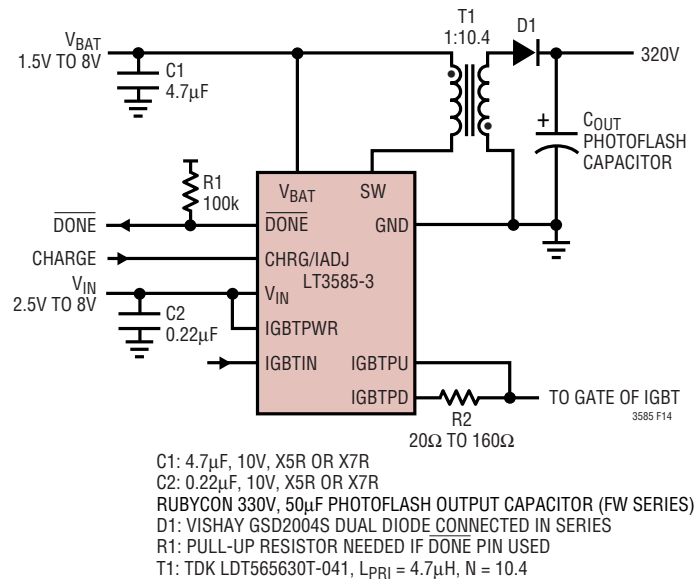 T1
1:10.4
D1
V_BAT
1.5V TO 8V
C1
4.7μF
320V
+
C_OUT
PHOTOFLASH
CAPACITOR
R1
100k
V_BAT
SW
DONE
DONE
GND
CHARGE
CHRG/IADJ
LT3585-3
V_IN
2.5V TO 8V
V_IN
C2
0.22μF
IGBTPWR
IGBTIN
IGBTPU
IGBTPD
TO GATE OF IGBT
3585 F14
R2
20Ω TO 160Ω
C1: 4.7μF, 10V, X5R OR X7R
C2: 0.22μF, 10V, X5R OR X7R
RUBYCON 330V, 50μF PHOTOFLASH OUTPUT CAPACITOR (FW SERIES)
D1: VISHAY GSD2004S DUAL DIODE CONNECTED IN SERIES
R1: PULL-UP RESISTOR NEEDED IF DONE PIN USED
T1: TDK LDT565630T-041, L_PRI = 4.7μH, N = 10.4